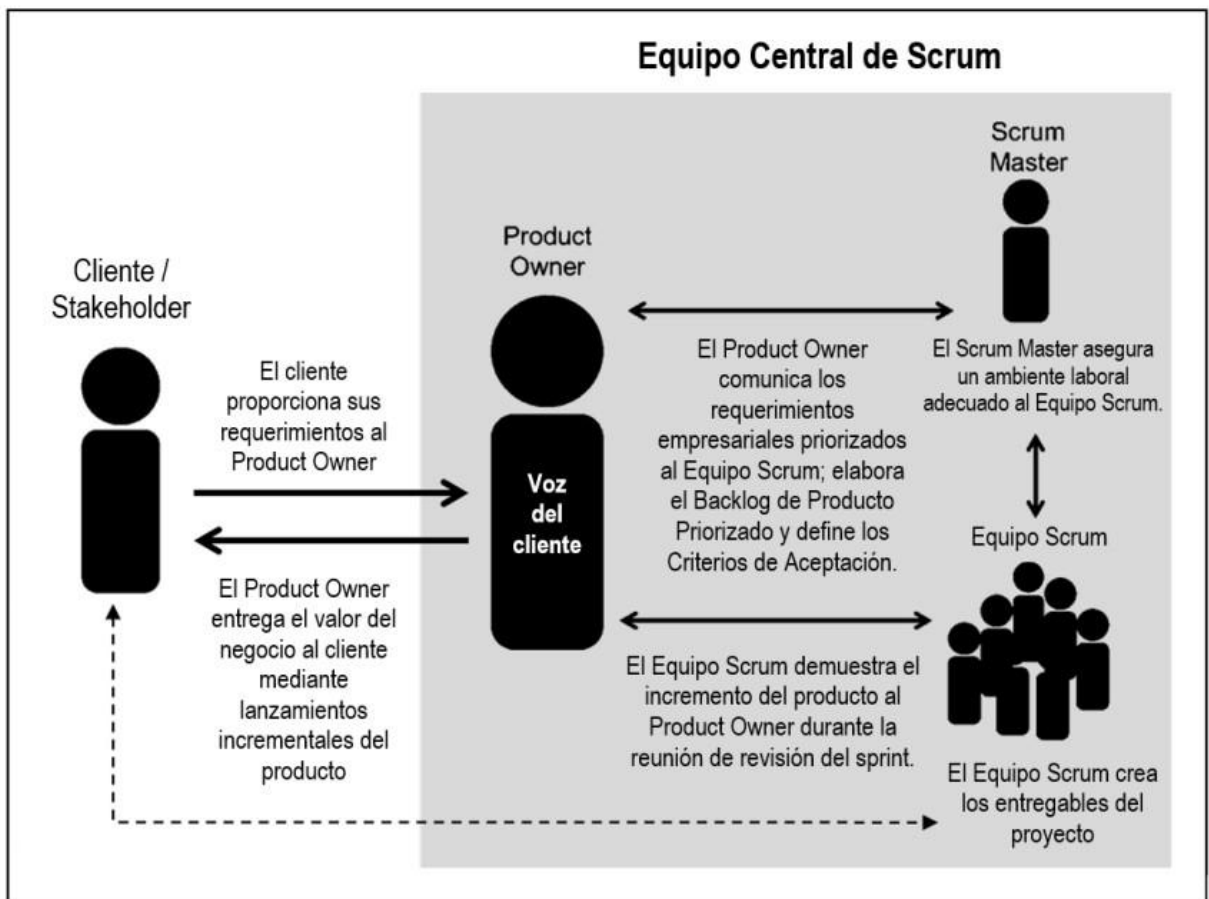 Equipo Central de Scrum
Cliente /
Stakeholder
El cliente
proporciona sus
requerimientos al
Product Owner
El Product Owner
entrega el valor del
negocio al cliente
mediante
lanzamientos
incrementales del
producto
Product
Owner
Voz
del
cliente
El Product Owner
comunica los
requerimientos
empresariales priorizados
al Equipo Scrum; elabora
el Backlog de Producto
Priorizado y define los
Criterios de Aceptación.
El Equipo Scrum demuestra el
incremento del producto al
Product Owner durante la
reunión de revisión del sprint.
Scrum
Master
El Scrum Master asegura
un ambiente laboral
adecuado al Equipo Scrum.
Equipo Scrum
El Equipo Scrum crea
los entregables del
proyecto